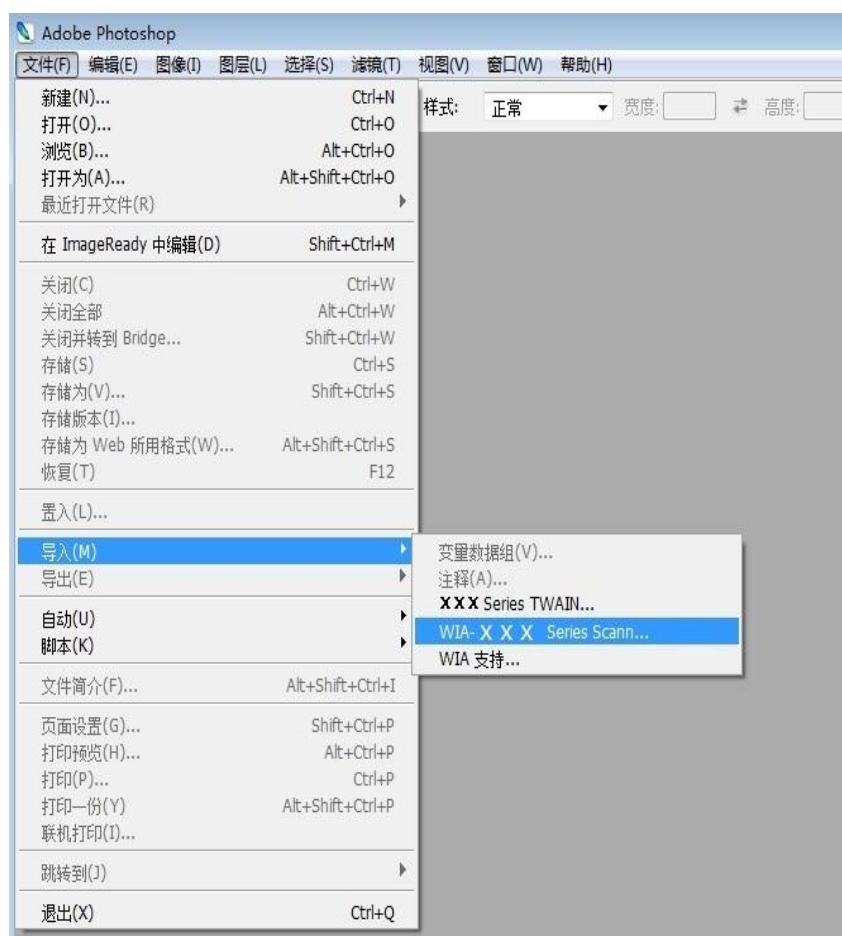 Adobe Photoshop
文件(F) 编辑(E) 图像(I) 图层(L) 选择(S) 滤镜(T) 视图(V) 窗口(W) 帮助(H)
样式: 正常 宽度: 高度:
新建(N)... Ctrl+N
打开(O)... Ctrl+O
浏览(B)... Alt+Ctrl+O
打开为(A)... Alt+Shift+Ctrl+O
最近打开文件(R)
在 ImageReady 中编辑(D) Shift+Ctrl+M
关闭(C) Ctrl+W
关闭全部 Alt+Ctrl+W
关闭并转到 Bridge... Shift+Ctrl+W
存储(S) Ctrl+S
存储为(V)... Shift+Ctrl+S
存储版本(I)...
存储为 Web 所用格式(W)... Alt+Shift+Ctrl+S
恢复(T) F12
置入(L)...
导入(M)
导出(E)
变量数据组(V)...
注释(A)...
XXX Series TWAIN...
WIA- X X X Series Scann...
WIA 支持...
自动(U)
脚本(K)
文件简介(F)... Alt+Shift+Ctrl+I
页面设置(G)... Shift+Ctrl+P
打印预览(H)... Alt+Ctrl+P
打印(P)... Ctrl+P
打印一份(Y) Alt+Shift+Ctrl+P
联机打印(I)...
跳转到(J)
退出(X) Ctrl+Q